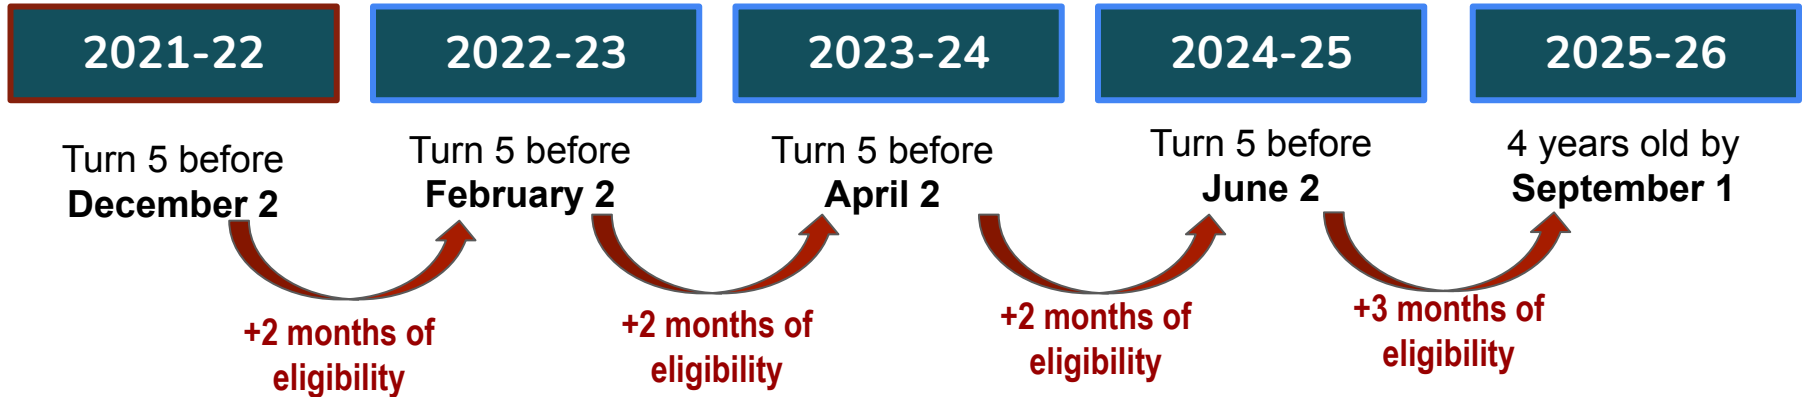 2021-22
2022-23
2023-24
2024-25
2025-26
Turn 5 before
December 2
Turn 5 before
February 2
Turn 5 before
April 2
Turn 5 before
June 2
4 years old by
September 1
+2 months of
eligibility
+2 months of
eligibility
+2 months of
eligibility
+3 months of
eligibility